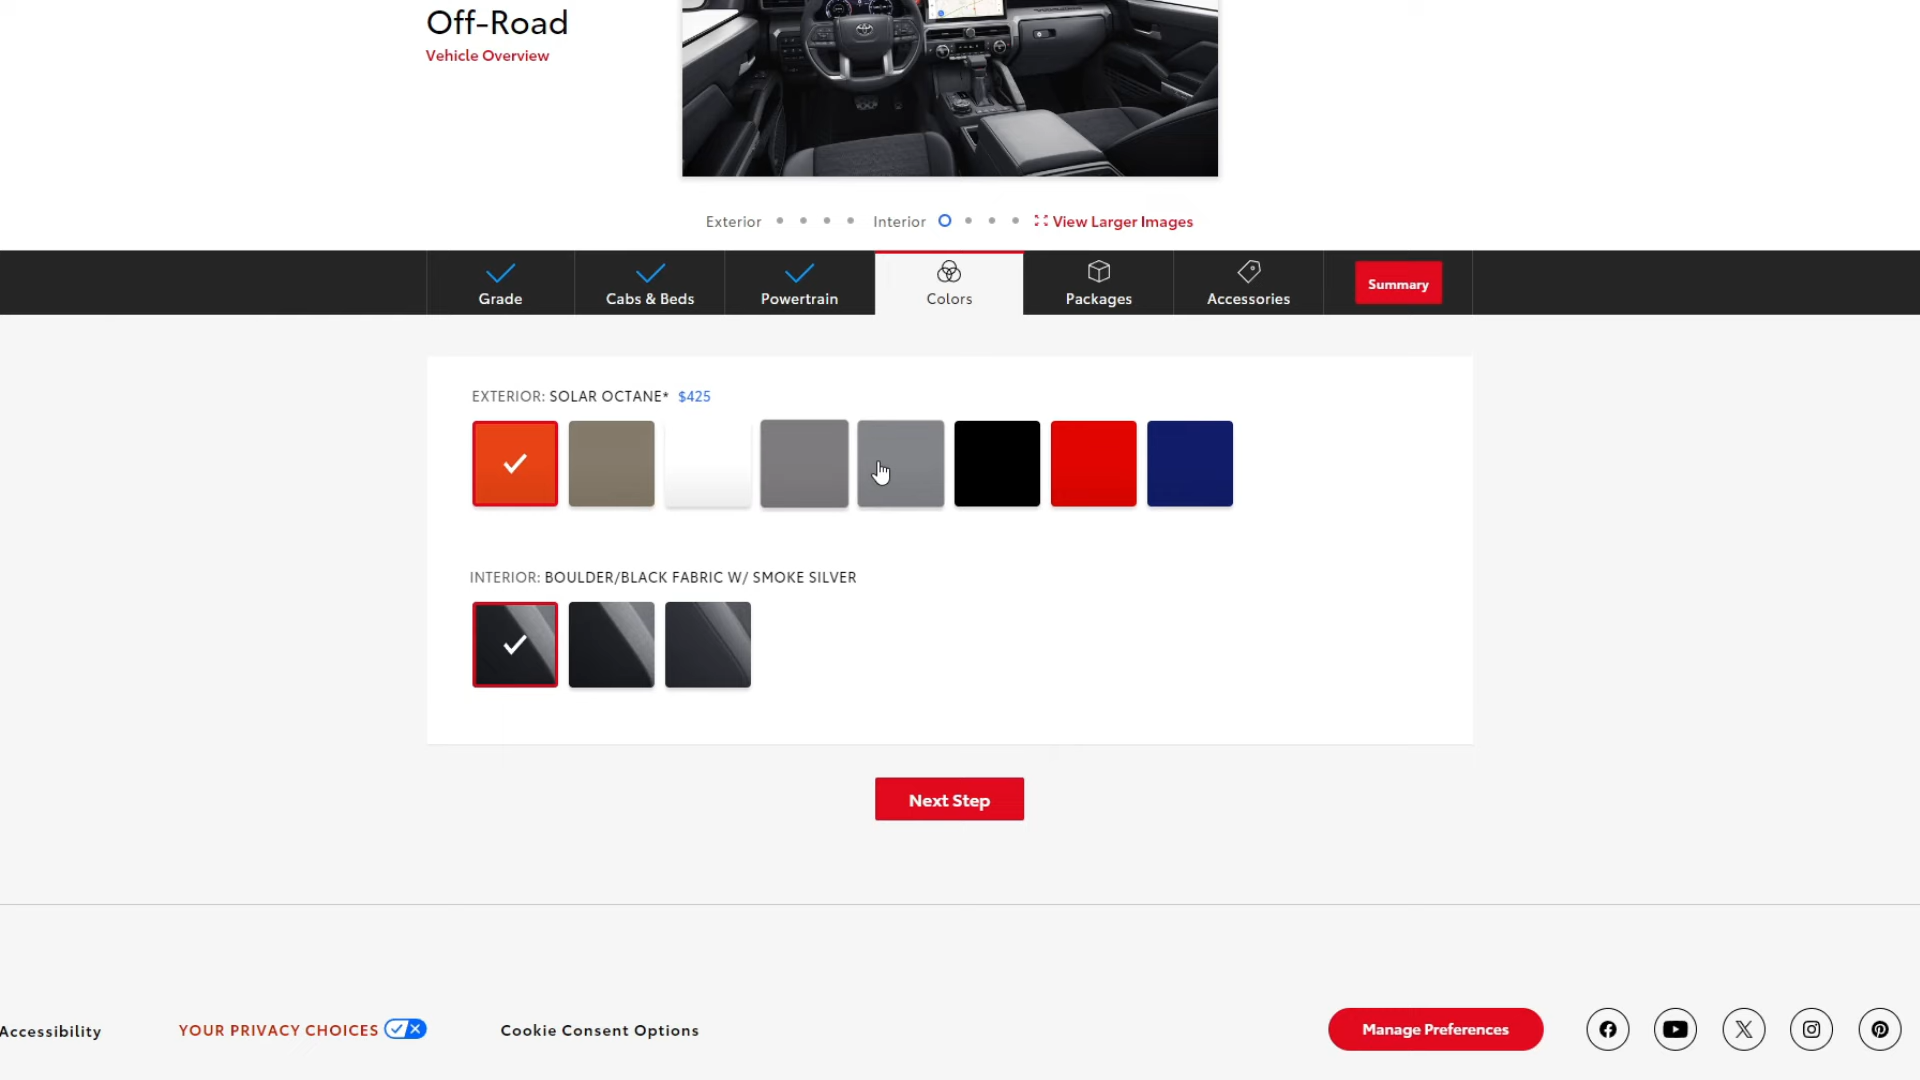 Off-Road
Vehicle Overview
Exterior
Interior
View Larger Images
Grade
Cabs & Beds
Powertrain
Colors
Packages
Accessories
Summary
EXTERIOR: SOLAR OCTANE* $425
INTERIOR: BOULDER/BLACK FABRIC W/ SMOKE SILVER
Next Step
Accessibility
YOUR PRIVACY CHOICES
Cookie Consent Options
Manage Preferences